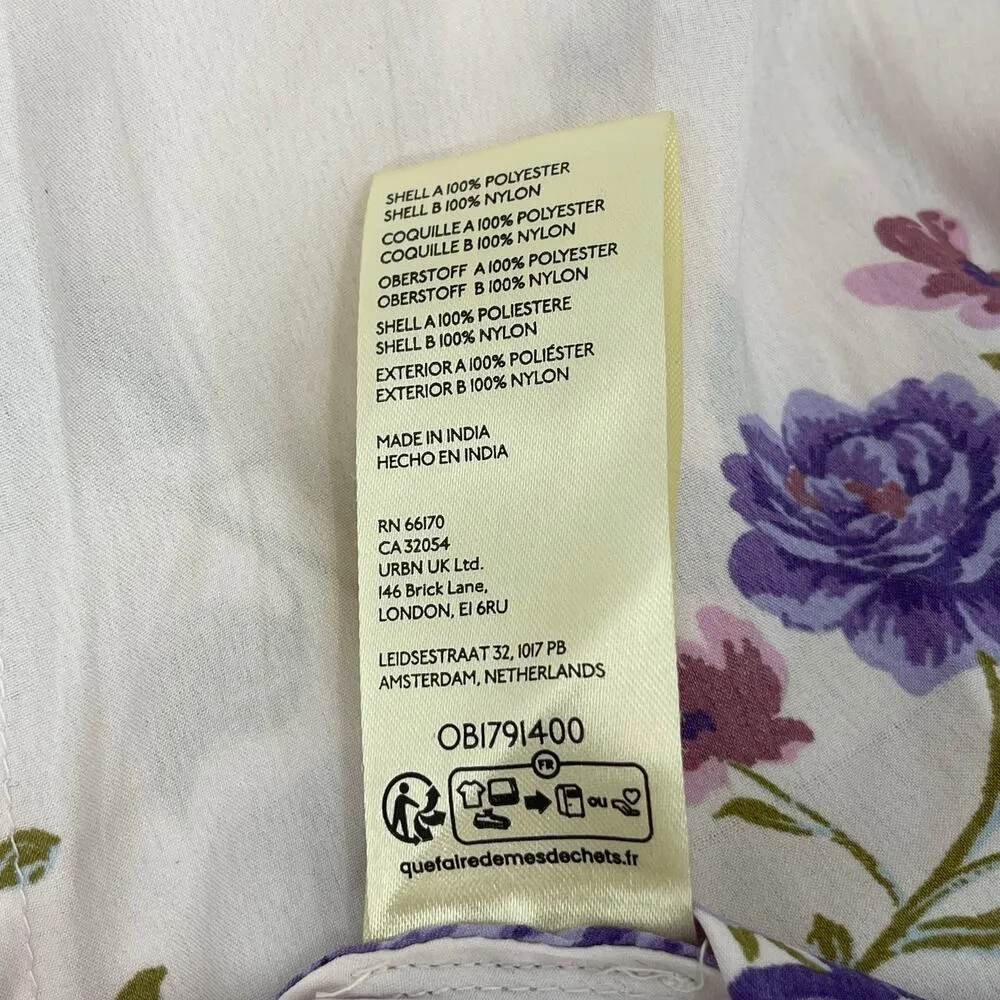 SHELL A 100% POLYESTER
SHELL B 100% NYLON
COQUILLE A 100% POLYESTER
COQUILLE B 100% NYLON
OBERSTOFF A 100% POLYESTER
OBERSTOFF B 100% NYLON
SHELL A 100% POLIESTERE
SHELL B 100% NYLON
EXTERIOR A 100% POLIÉSTER
EXTERIOR B 100% NYLON
MADE IN INDIA
HECHO EN INDIA
RN 66170
CA 32054
URBN UK Ltd.
146 Brick Lane,
LONDON, E1 6RU
LEIDSESTRAAT 32, 1017 PB
AMSTERDAM, NETHERLANDS
OB1791400
FR
ou
quefairedemesdechets.fr